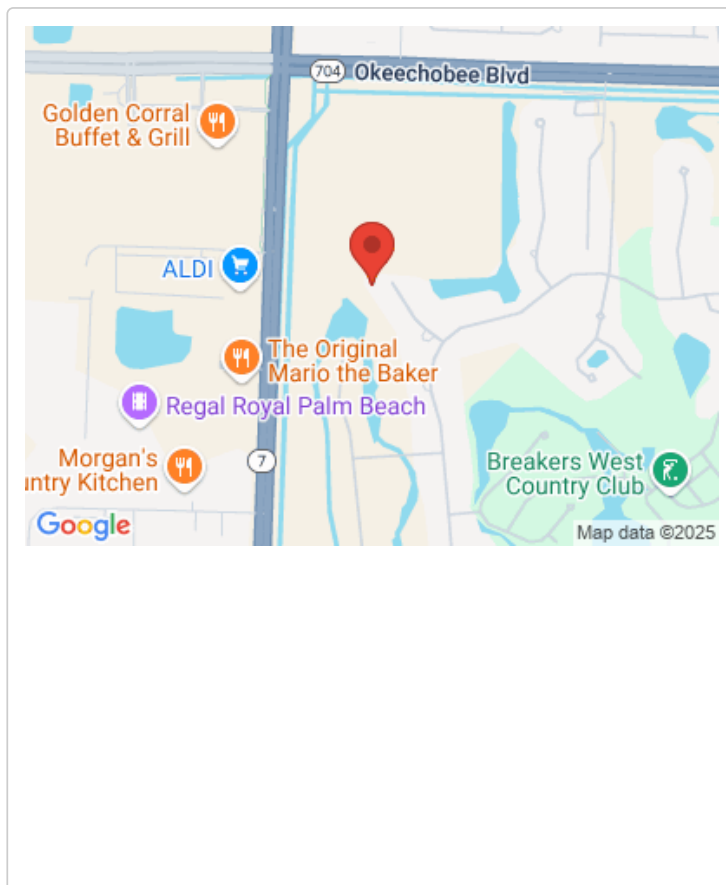 704 Okeechobee Blvd
Golden Corral
Buffet & Grill
ALDI
The Original
Mario the Baker
Regal Royal Palm Beach
Morgan's
untry Kitchen
7
Breakers West
Country Club
Google
Map data ©2025